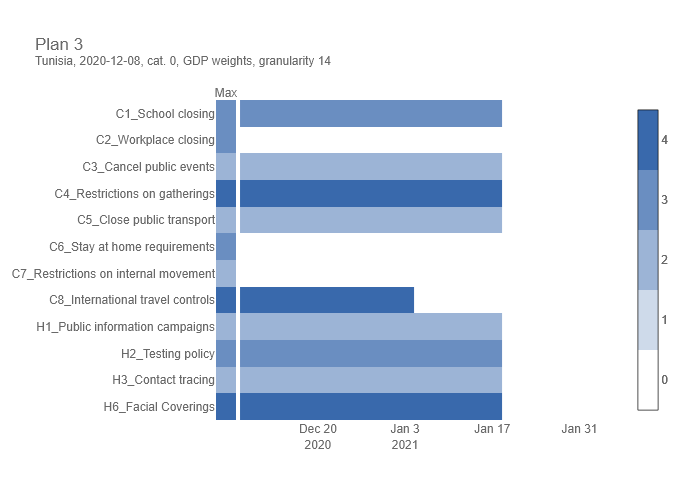 Plan 3
Tunisia, 2020-12-08, cat. 0, GDP weights, granularity 14
Max
C1_School closing
C2_Workplace closing
C3_Cancel public events
C4_Restrictions on gatherings
C5_Close public transport
C6_Stay at home requirements
C7_Restrictions on internal movement
C8_International travel controls
H1_Public information campaigns
H2_Testing policy
H3_Contact tracing
H6_Facial Coverings
Dec 20 Jan 3 Jan 17 Jan 31
2020 2021
4
3
2
1
0